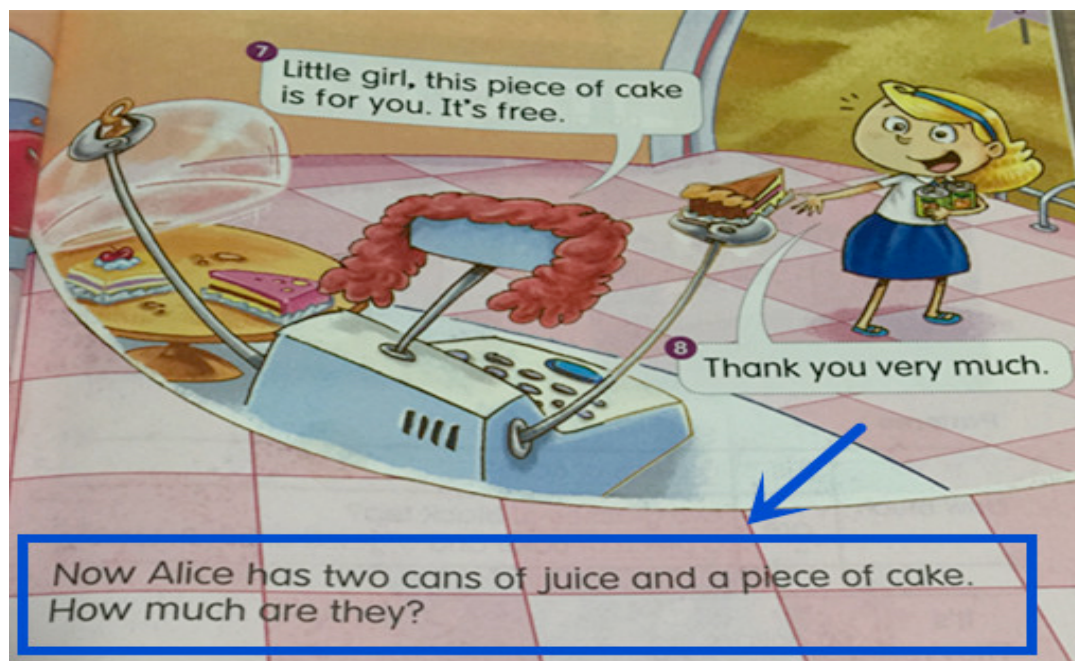 7
Little girl, this piece of cake
is for you. It's free.
8
Thank you very much.
Now Alice has two cans of juice and a piece of cake.
How much are they?